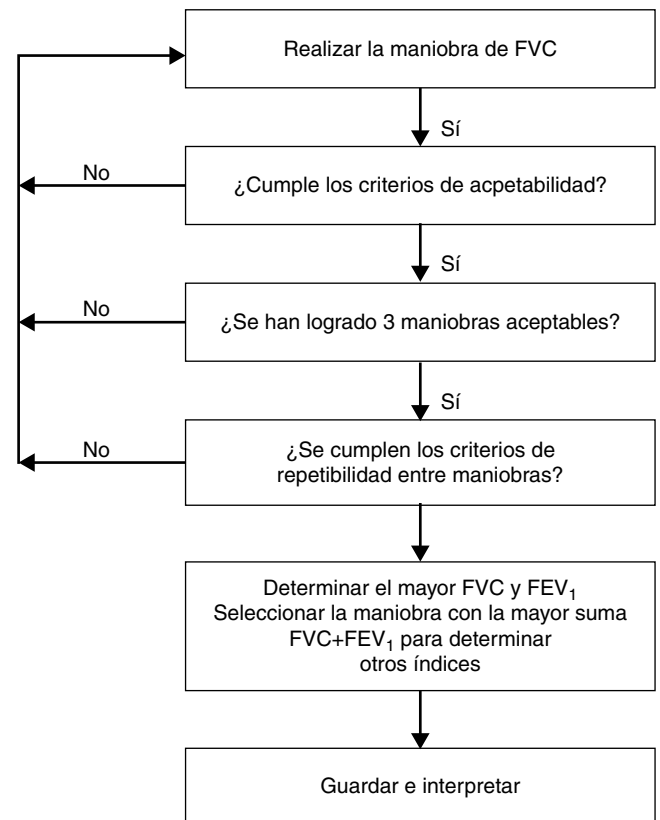 Realizar la maniobra de FVC
Sí
No
¿Cumple los criterios de acpetabilidad?
Sí
No
¿Se han logrado 3 maniobras aceptables?
Sí
No
¿Se cumplen los criterios de
repetibilidad entre maniobras?
Determinar el mayor FVC y FEV₁
Seleccionar la maniobra con la mayor suma
FVC+FEV₁ para determinar
otros índices
Guardar e interpretar